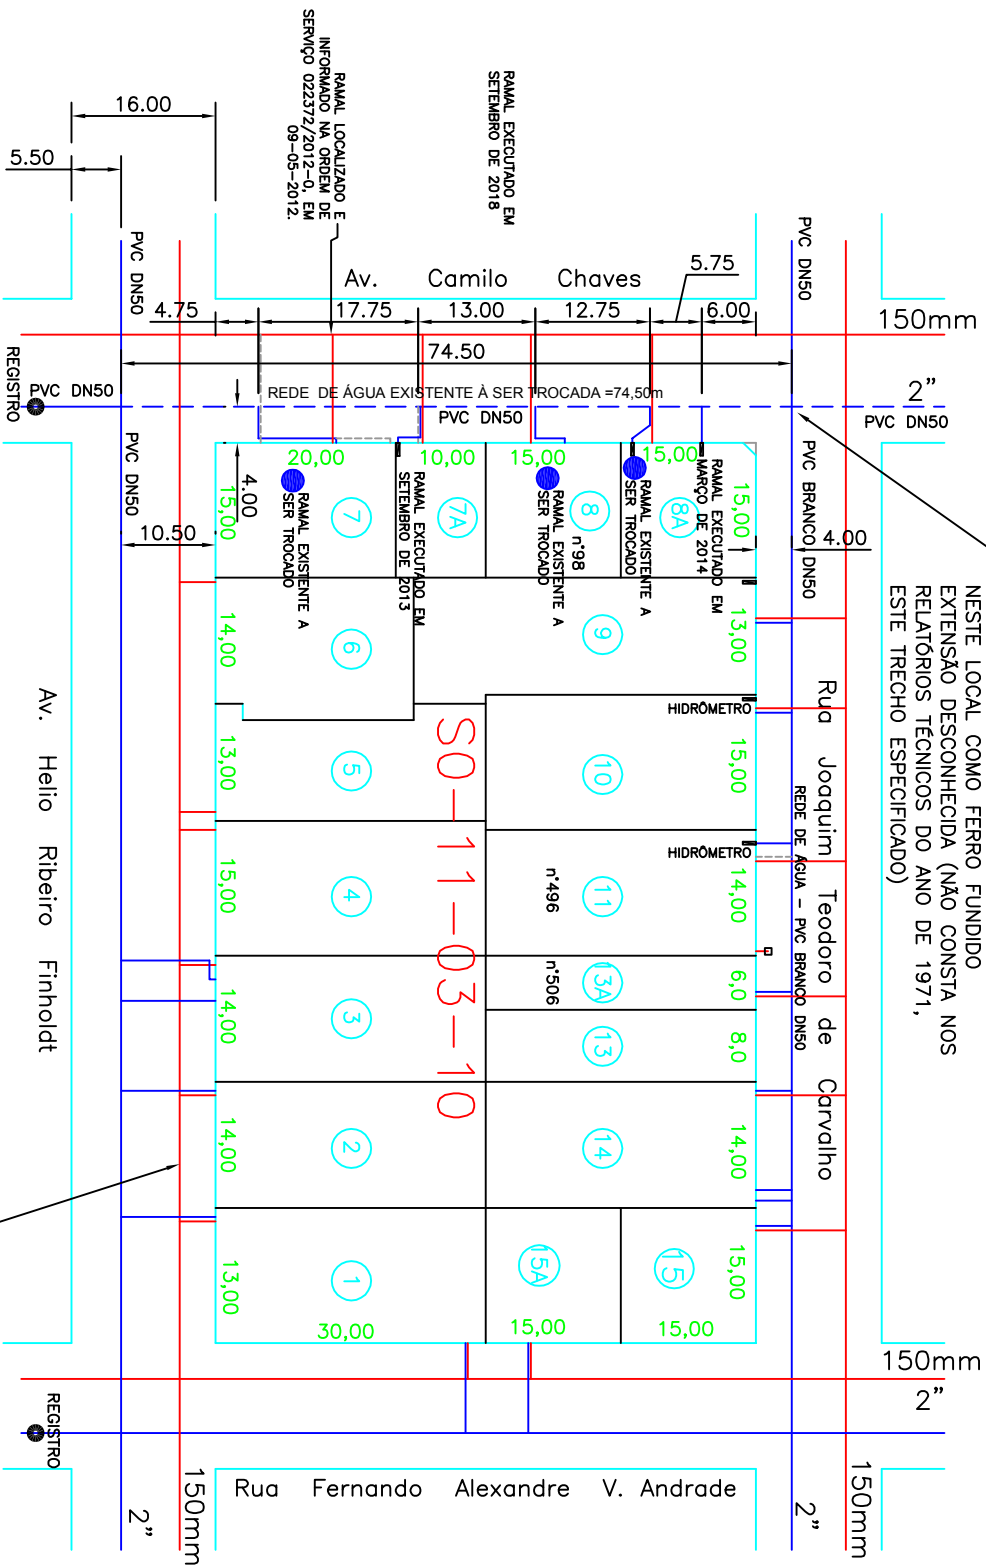 16.00
5.50
RAMAL LOCALIZADO E
INFORMADO NA ORDEM DE
SERVIÇO 022372/2012-0, EM
09-05-2012.
RAMAL EXECUTADO EM
SETEMBRO DE 2018
NESTE LOCAL COMO FERRO FUNDIDO
EXTENSÃO DESCONHECIDA (NÃO CONSTA NOS
RELATÓRIOS TÉCNICOS DO ANO DE 1971,
ESTE TRECHO ESPECIFICADO)
PVC DN50
PVC DN50
Av. Camilo Chaves
5.75
4.75
17.75
13.00
12.75
6.00
150mm
74.50
2”
REGISTRO
PVC DN50
REDE DE ÁGUA EXISTENTE À SER TROCADA =74,50m
PVC DN50
PVC DN50
PVC DN50
PVC BRANCO DN50
20,00
10,00
15,00
15,00
15,00
15,00
4.00
4.00
10.50
7
7A
8
8A
n°98
RAMAL EXISTENTE A
SER TROCADO
RAMAL EXECUTADO EM
SETEMBRO DE 2013
RAMAL EXISTENTE A
SER TROCADO
RAMAL EXISTENTE A
SER TROCADO
RAMAL EXECUTADO EM
MARÇO DE 2014
14,00
6
9
13,00
HIDRÔMETRO
13,00
5
10
15,00
HIDRÔMETRO
15,00
4
n°496
11
14,00
14,00
3
n°506
13A
6,0
13
8,0
14,00
2
14
14,00
13,00
1
15A
15
15,00
30,00
15,00
15,00
S0-11-03-10
Rua Joaquim Teodoro de Carvalho
REDE DE ÁGUA - PVC BRANCO DN50
Av. Helio Ribeiro Finholdt
150mm
2”
REGISTRO
Rua Fernando Alexandre V. Andrade
150mm
2”
150mm
2”